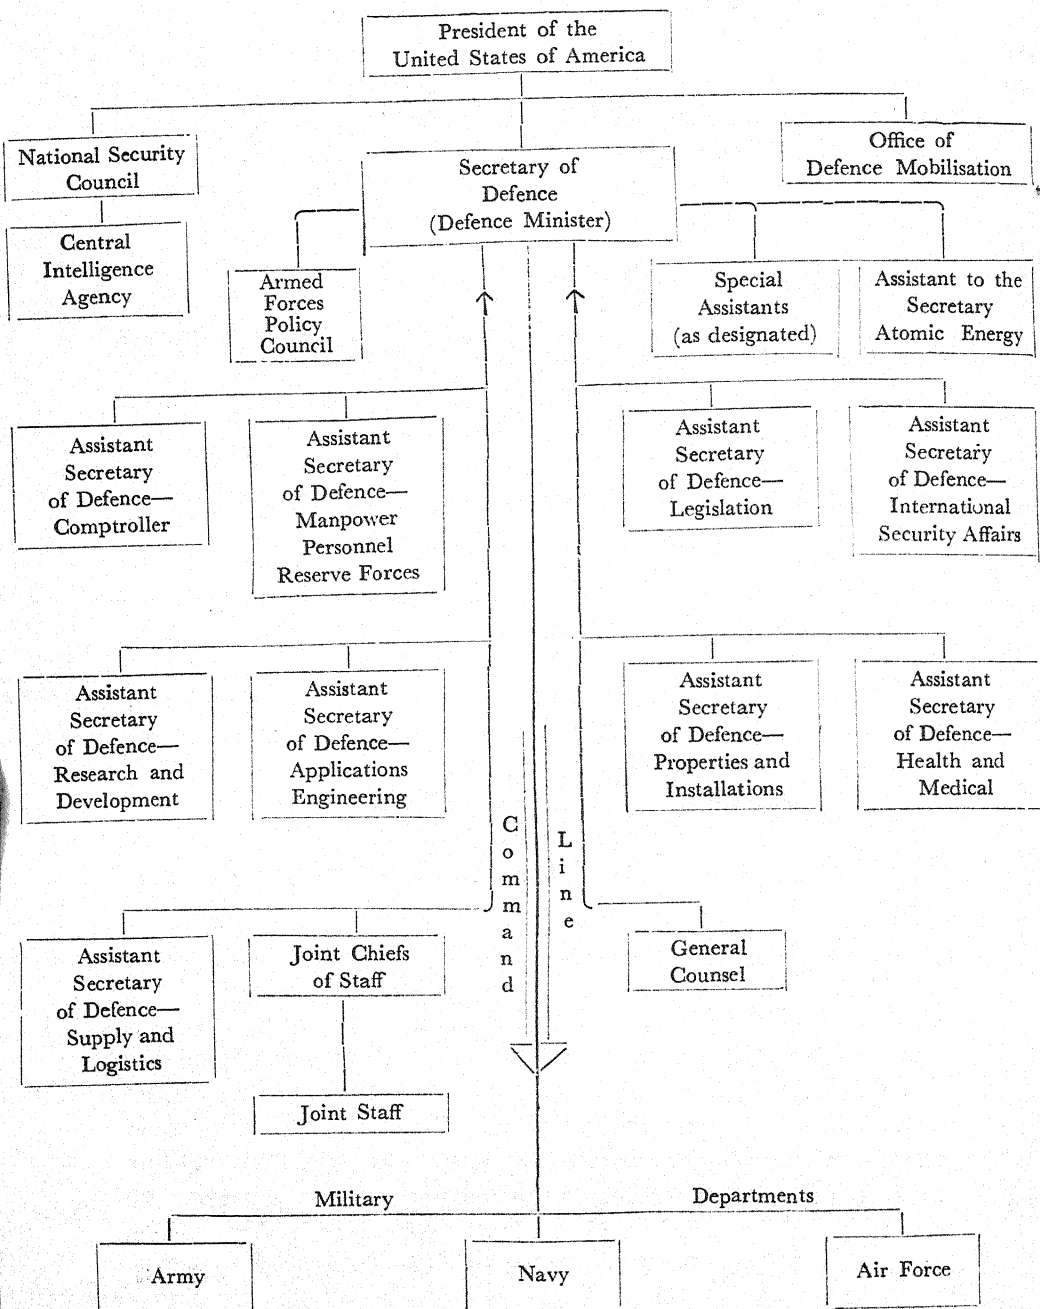 President of the
United States of America
National Security
Council
Secretary of
Defence
(Defence Minister)
Office of
Defence Mobilisation
Central
Intelligence
Agency
Armed
Forces
Policy
Council
Special
Assistants
(as designated)
Assistant to the
Secretary
Atomic Energy
Assistant
Secretary
of Defence—
Comptroller
Assistant
Secretary
of Defence—
Manpower
Personnel
Reserve Forces
Assistant
Secretary
of Defence—
Legislation
Assistant
Secretary
of Defence—
International
Security Affairs
Assistant
Secretary
of Defence—
Research and
Development
Assistant
Secretary
of Defence—
Applications
Engineering
Assistant
Secretary
of Defence—
Properties and
Installations
Assistant
Secretary
of Defence—
Health and
Medical
Command
Line
Assistant
Secretary
of Defence—
Supply and
Logistics
Joint Chiefs
of Staff
General
Counsel
Joint Staff
Military Departments
Army
Navy
Air Force